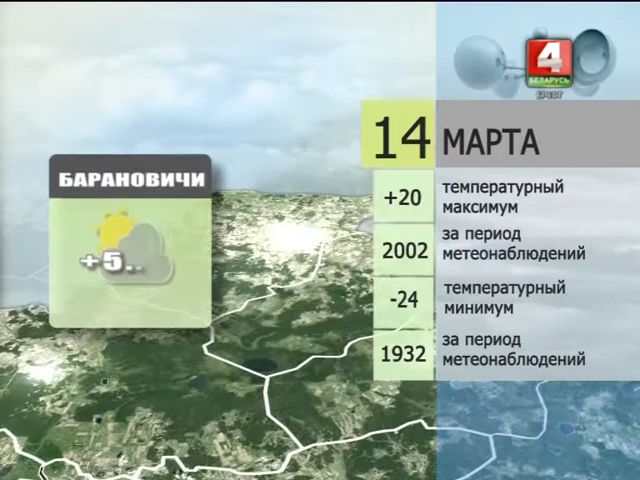 4
БЕЛАРУСЬ
БРЕСТ
14 МАРТА
БАРАНОВИЧИ
+5..
+20 температурный
максимум
2002 за период
метеонаблюдений
-24 температурный
минимум
1932 за период
метеонаблюдений